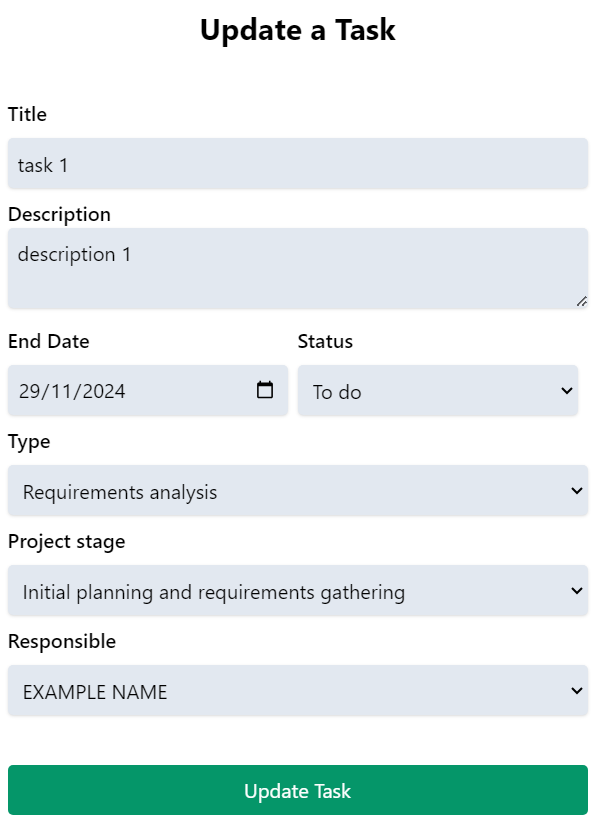 Update a Task
Title
task 1
Description
description 1
End Date Status
29/11/2024 To do
Type
Requirements analysis
Project stage
Initial planning and requirements gathering
Responsible
EXAMPLE NAME
Update Task